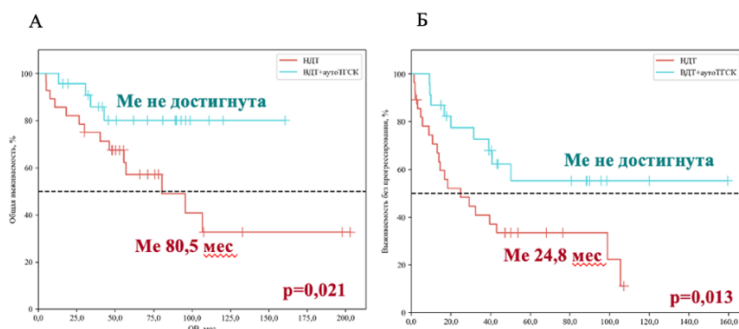 А
Б
НДТ
ВДТ+аутоТГСК
Ме не достигнута
Общая выживаемость, %
Ме 80,5 мес
p=0,021
100
80
60
40
20
0
0,0 25,0 50,0 75,0 100,0 125,0 150,0 175,0 200,0
НДТ
ВДТ+аутоТГСК
Ме не достигнута
Выживаемость без прогрессирования, %
Ме 24,8 мес
p=0,013
100
80
60
40
20
0
0,0 20,0 40,0 60,0 80,0 100,0 120,0 140,0 160,0